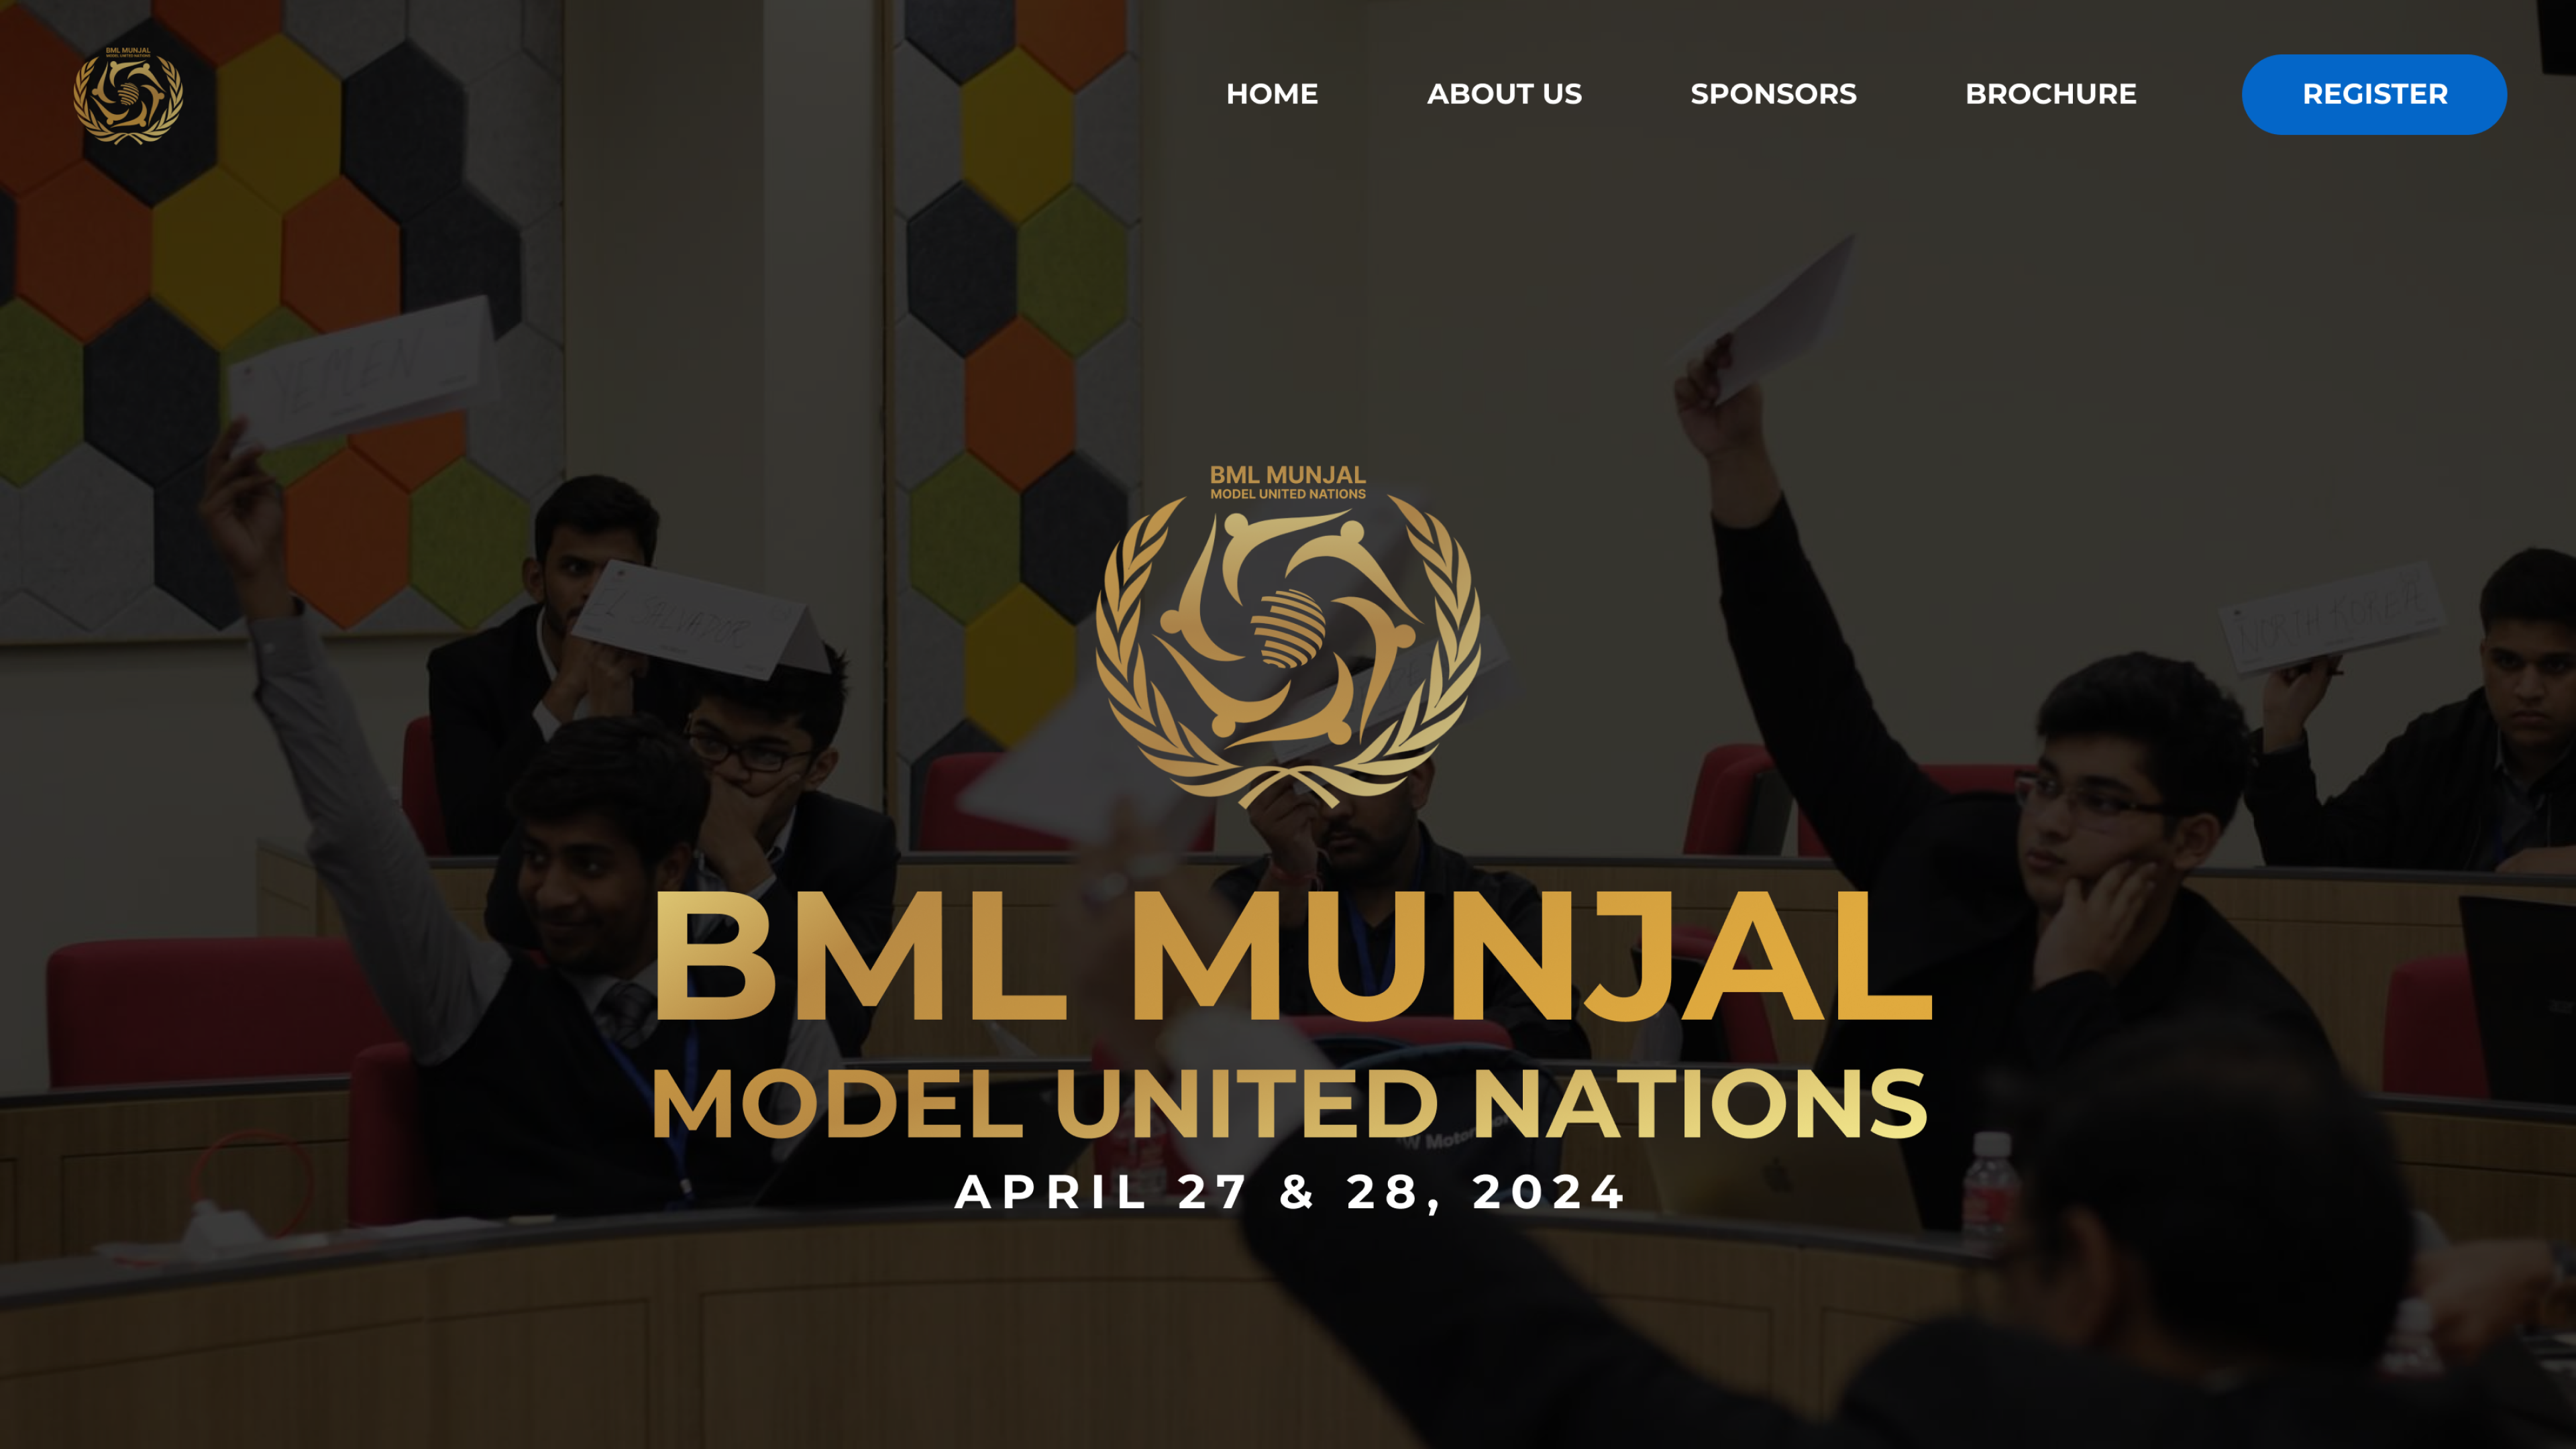 BML MUNJAL
MODEL UNITED NATIONS
HOME
ABOUT US
SPONSORS
BROCHURE
REGISTER
YEMEN
BML MUNJAL
MODEL UNITED NATIONS
EL SALVADOR
NORTH KOREA
BML MUNJAL
MODEL UNITED NATIONS
APRIL 27 & 28, 2024